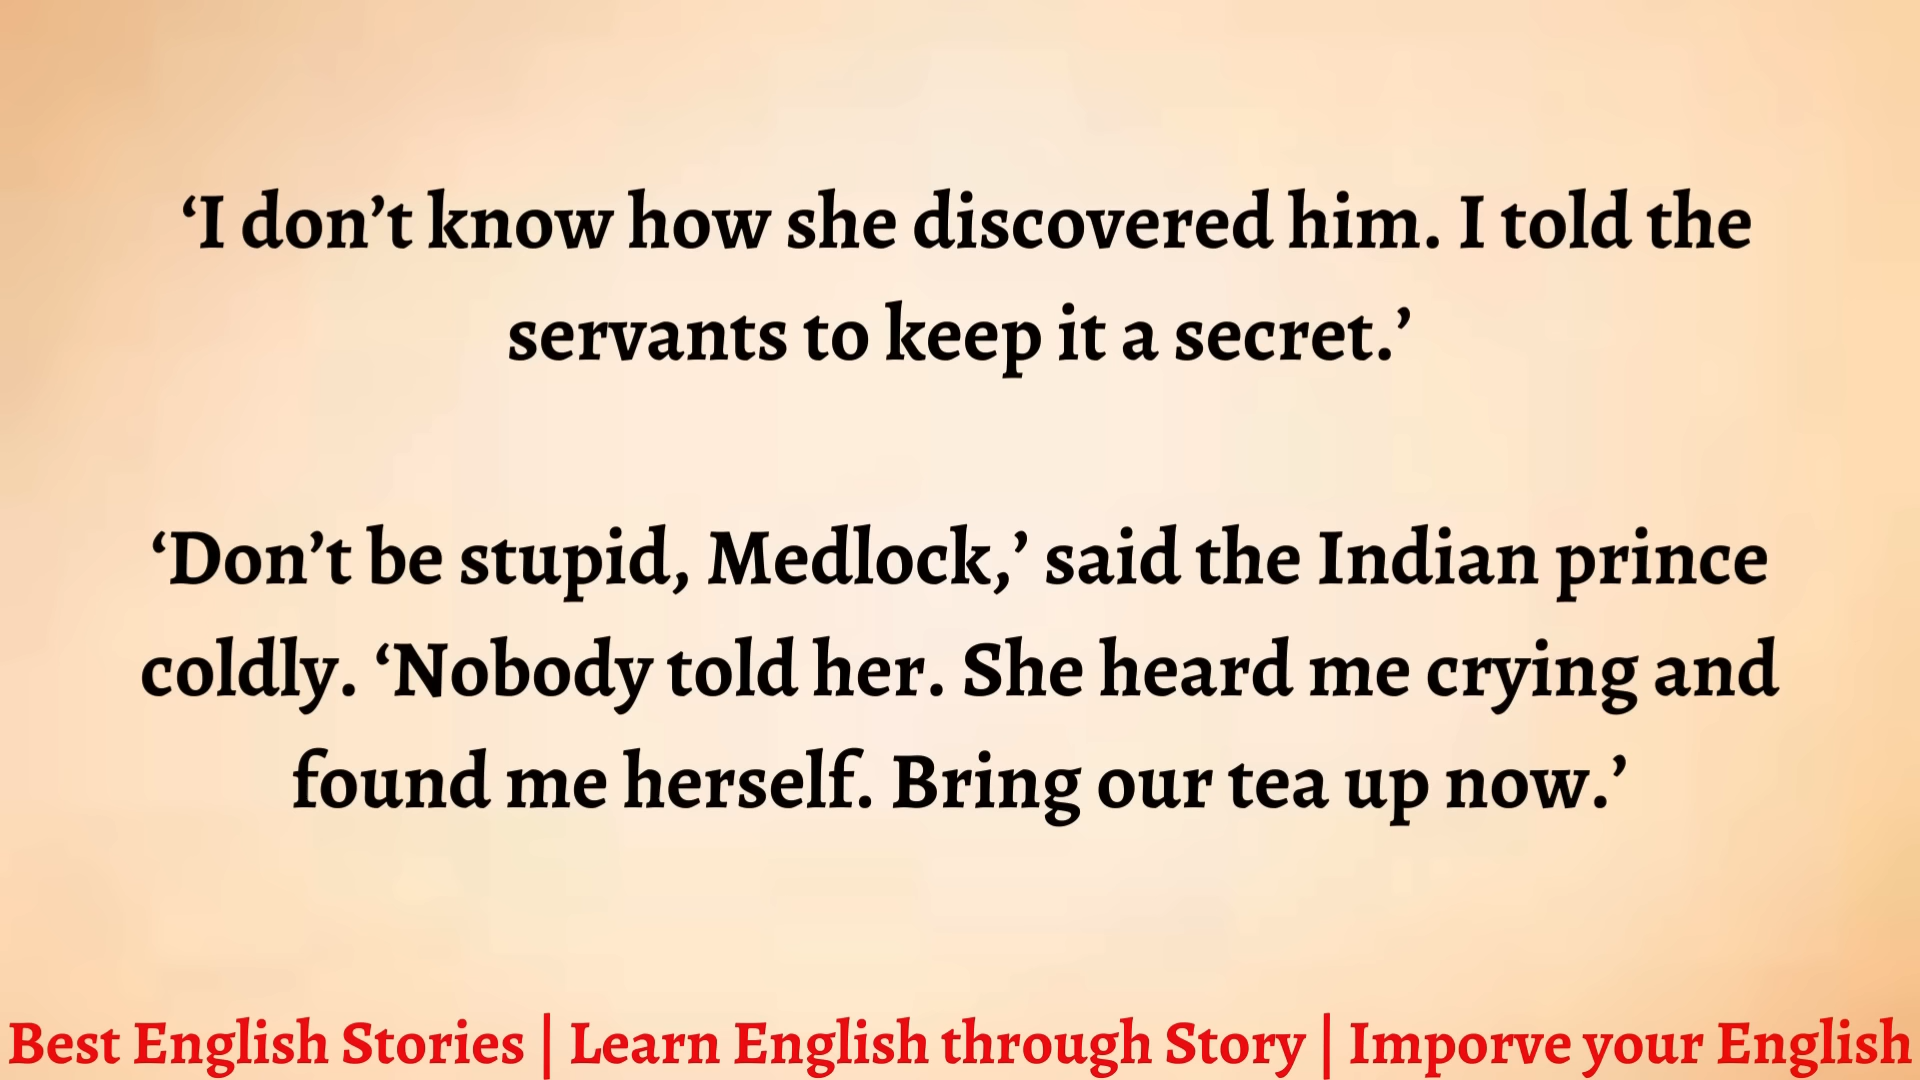 ‘I don’t know how she discovered him. I told the
servants to keep it a secret.’
‘Don’t be stupid, Medlock,’ said the Indian prince
coldly. ‘Nobody told her. She heard me crying and
found me herself. Bring our tea up now.’
Best English Stories | Learn English through Story | Imporve your English